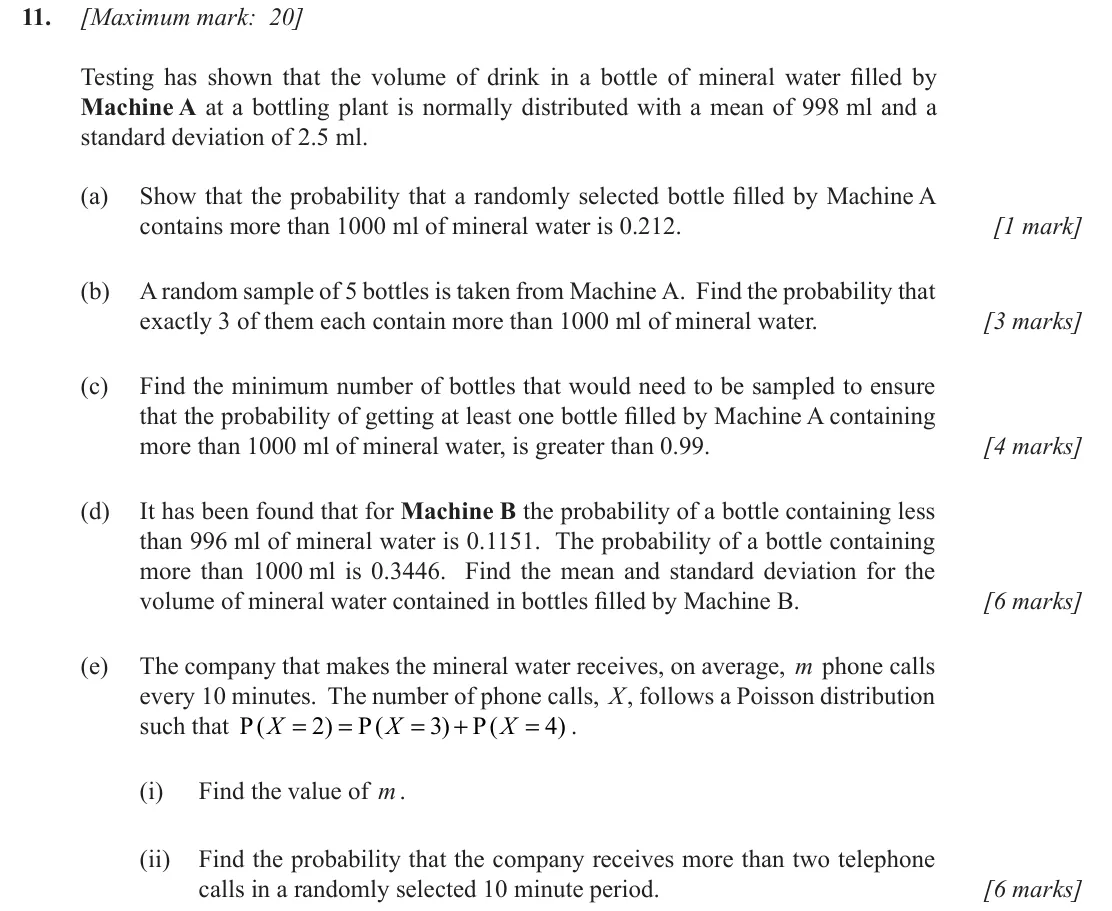 11. [Maximum mark: 20]
Testing has shown that the volume of drink in a bottle of mineral water filled by
Machine A at a bottling plant is normally distributed with a mean of 998 ml and a
standard deviation of 2.5 ml.
(a) Show that the probability that a randomly selected bottle filled by Machine A
contains more than 1000 ml of mineral water is 0.212. [1 mark]
(b) A random sample of 5 bottles is taken from Machine A. Find the probability that
exactly 3 of them each contain more than 1000 ml of mineral water. [3 marks]
(c) Find the minimum number of bottles that would need to be sampled to ensure
that the probability of getting at least one bottle filled by Machine A containing
more than 1000 ml of mineral water, is greater than 0.99. [4 marks]
(d) It has been found that for Machine B the probability of a bottle containing less
than 996 ml of mineral water is 0.1151. The probability of a bottle containing
more than 1000 ml is 0.3446. Find the mean and standard deviation for the
volume of mineral water contained in bottles filled by Machine B. [6 marks]
(e) The company that makes the mineral water receives, on average, m phone calls
every 10 minutes. The number of phone calls, X, follows a Poisson distribution
such that P(X = 2) = P(X = 3) + P(X = 4).
(i) Find the value of m.
(ii) Find the probability that the company receives more than two telephone
calls in a randomly selected 10 minute period. [6 marks]